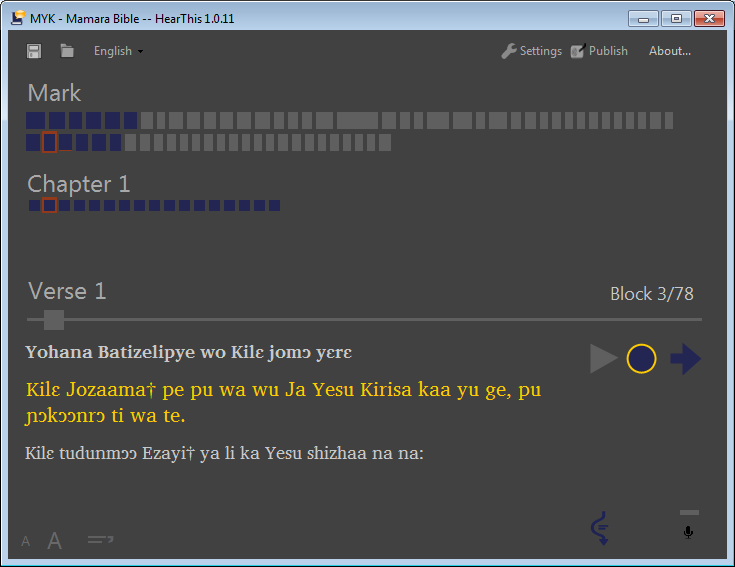 MYK - Mamara Bible -- HearThis 1.0.11
English Settings Publish About...
Mark
Chapter 1
Verse 1 Block 3/78
Yohana Batizelipye wo Kilɛ jomɔ yɛrɛ
Kilɛ Jozaama† pe pu wa wu Ja Yesu Kirisa kaa yu ge, pu
ɲɔkɔɔnrɔ ti wa te.
Kilɛ tudunmɔɔ Ezayi† ya li ka Yesu shizhaa na na:
A A